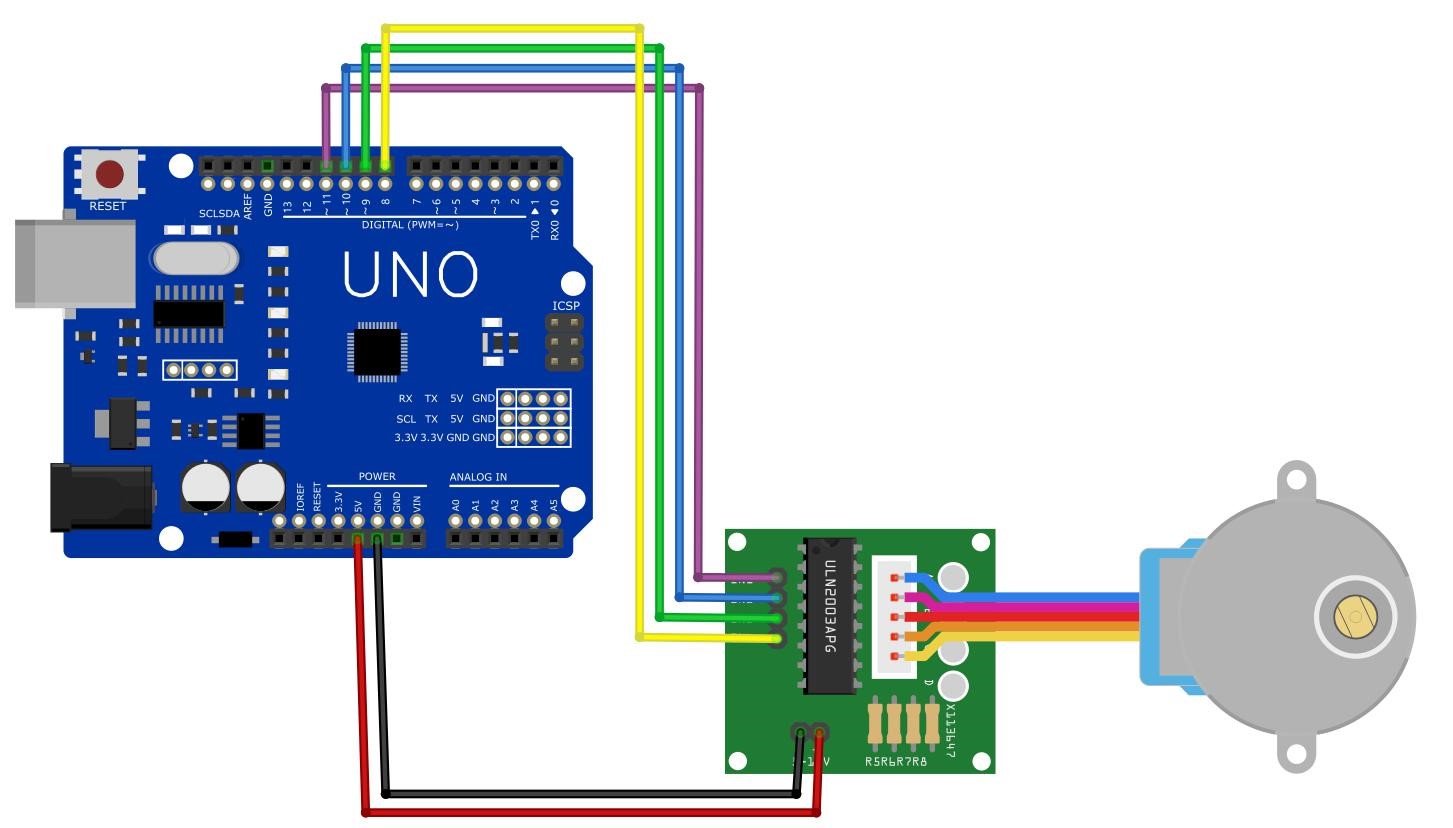 RESET
SCLSDA
AREF
GND
13
12
~11
~10
~9
8
7
~6
~5
4
~3
2
TX0 ▶ 1
RX0 ◀ 0
DIGITAL (PWM=~)
UNO
ICSP
RX TX 5V GND
SCL TX 5V GND
3.3V 3.3V GND GND
POWER
ANALOG IN
IOREF
RESET
3.3V
5V
GND
GND
VIN
A0
A1
A2
A3
A4
A5
ULN2003APG
D
X113647
R5R6R7R8